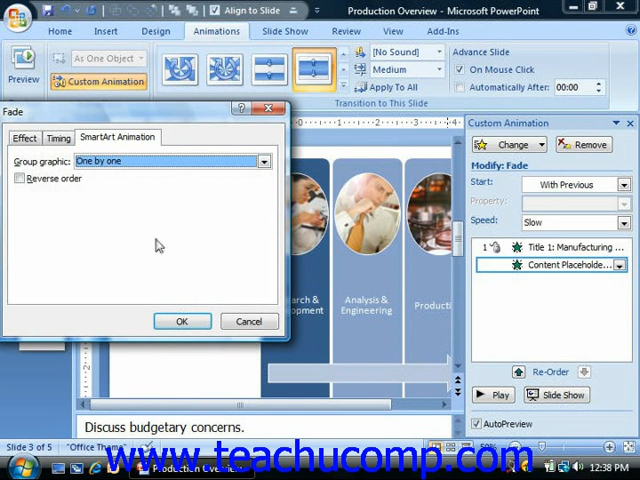 Align to Slide
Production Overview - Microsoft PowerPoint
Home
Insert
Design
Animations
Slide Show
Review
View
Add-Ins
Preview
As One Object
Custom Animation
[No Sound]
Medium
Apply To All
Advance Slide
On Mouse Click
Automatically After: 00:00
Transition to This Slide
Fade
Effect
Timing
SmartArt Animation
Group graphic: One by one
Reverse order
OK
Cancel
Analysis &
Engineering
Discuss budgetary concerns.
Custom Animation
Change
Remove
Modify: Fade
Start: With Previous
Property:
Speed: Slow
1 Title 1: Manufacturing ...
Content Placeholde...
Re-Order
Play
Slide Show
AutoPreview
Slide 3 of 5
"Office Theme"
50%
www.teachucomp.com
Production Overview
12:38 PM